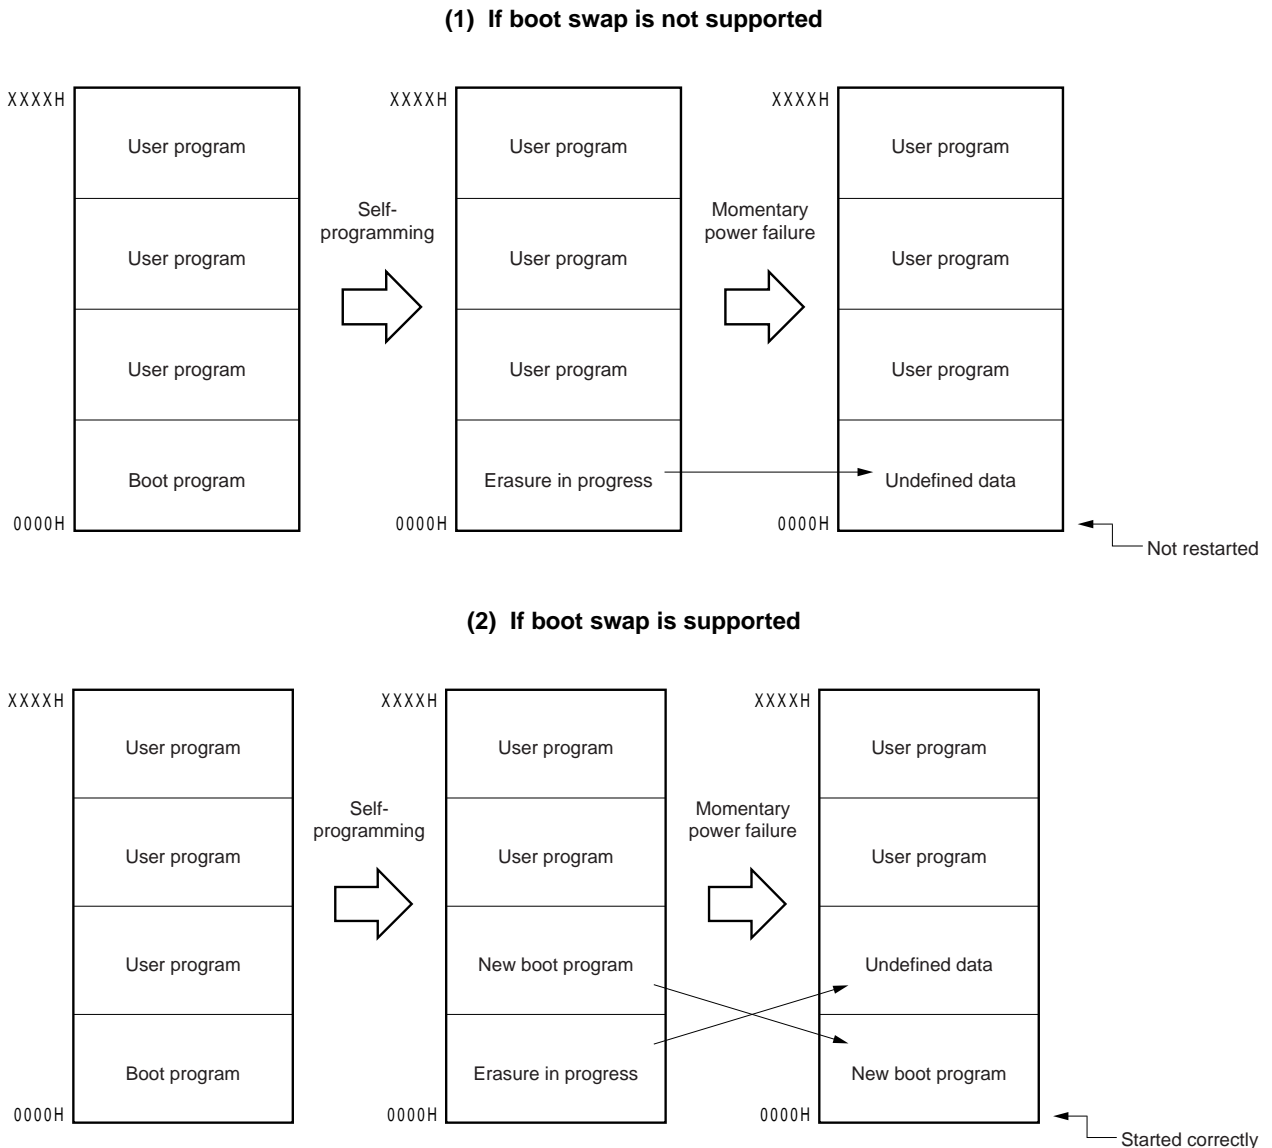 (1) If boot swap is not supported
XXXXH
XXXXH
XXXXH
User program
User program
User program
Self-
programming
Momentary
power failure
User program
User program
User program
User program
User program
User program
Boot program
Erasure in progress
Undefined data
0000H
0000H
0000H
Not restarted
(2) If boot swap is supported
XXXXH
XXXXH
XXXXH
User program
User program
User program
Self-
programming
Momentary
power failure
User program
User program
User program
User program
New boot program
Undefined data
Boot program
Erasure in progress
New boot program
0000H
0000H
0000H
Started correctly